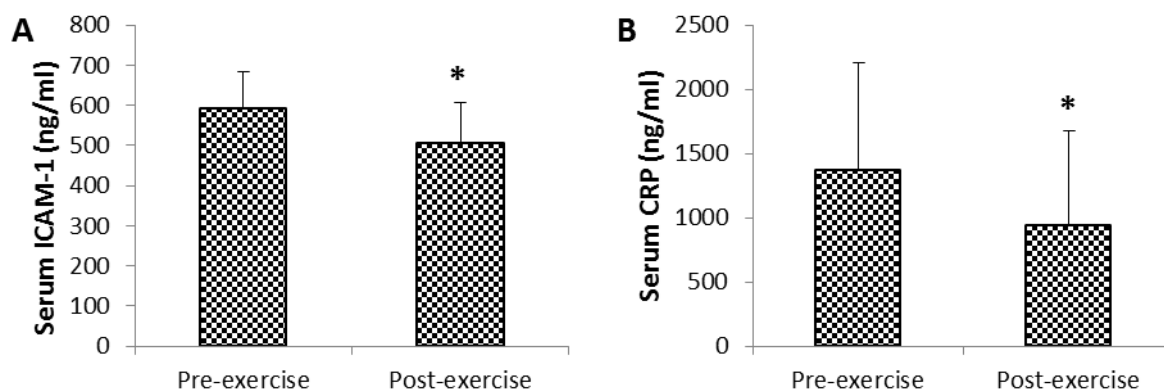 A
Serum ICAM-1 (ng/ml)
800
700
600
500
400
300
200
100
0
*
Pre-exercise
Post-exercise
B
Serum CRP (ng/ml)
2500
2000
1500
1000
500
0
*
Pre-exercise
Post-exercise